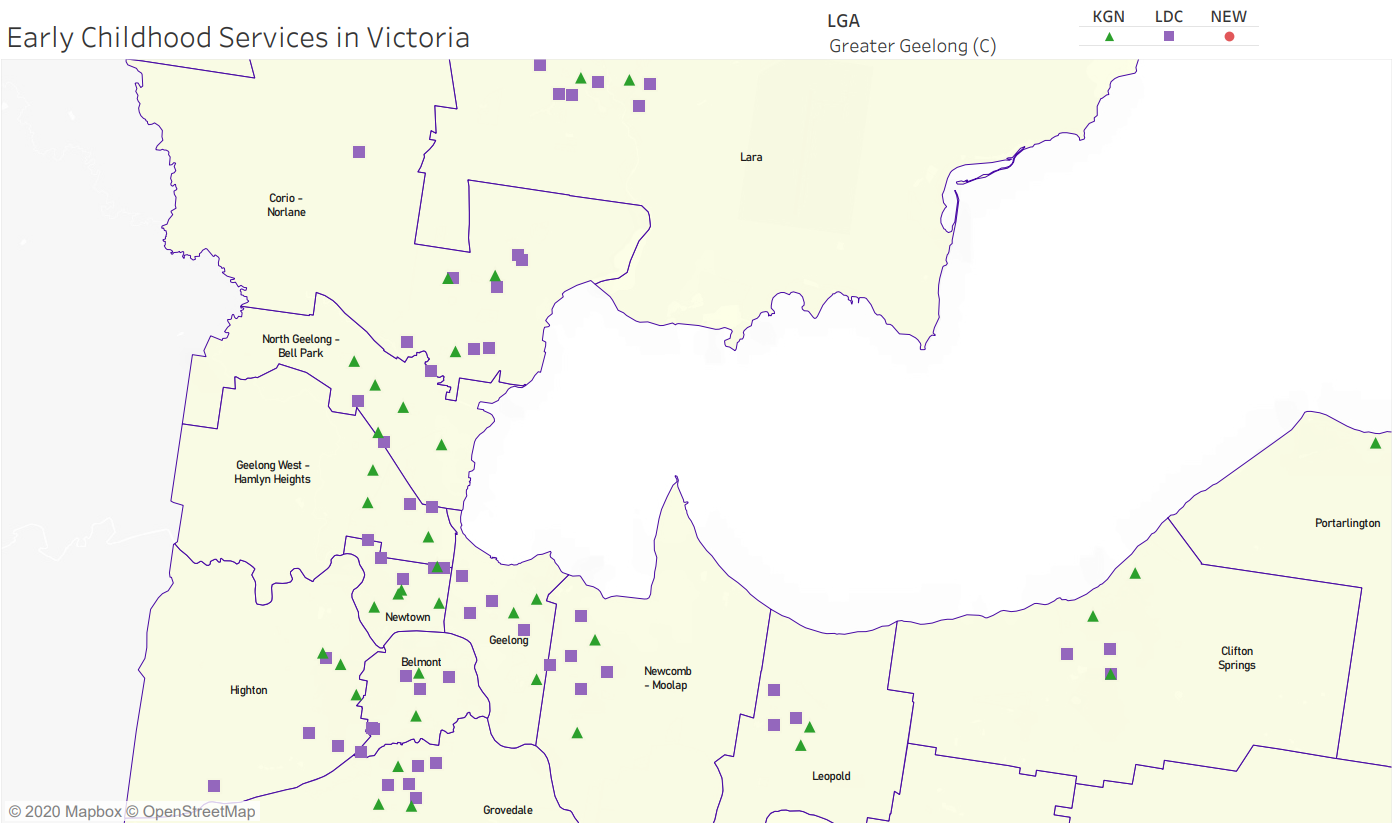 Early Childhood Services in Victoria
LGA
Greater Geelong (C)
KGN LDC NEW
Lara
Corio -
Norlane
North Geelong -
Bell Park
Geelong West -
Hamlyn Heights
Portarlington
Newtown
Geelong
Belmont
Highton
Newcomb
- Moolap
Clifton
Springs
Leopold
Grovedale
© 2020 Mapbox © OpenStreetMap